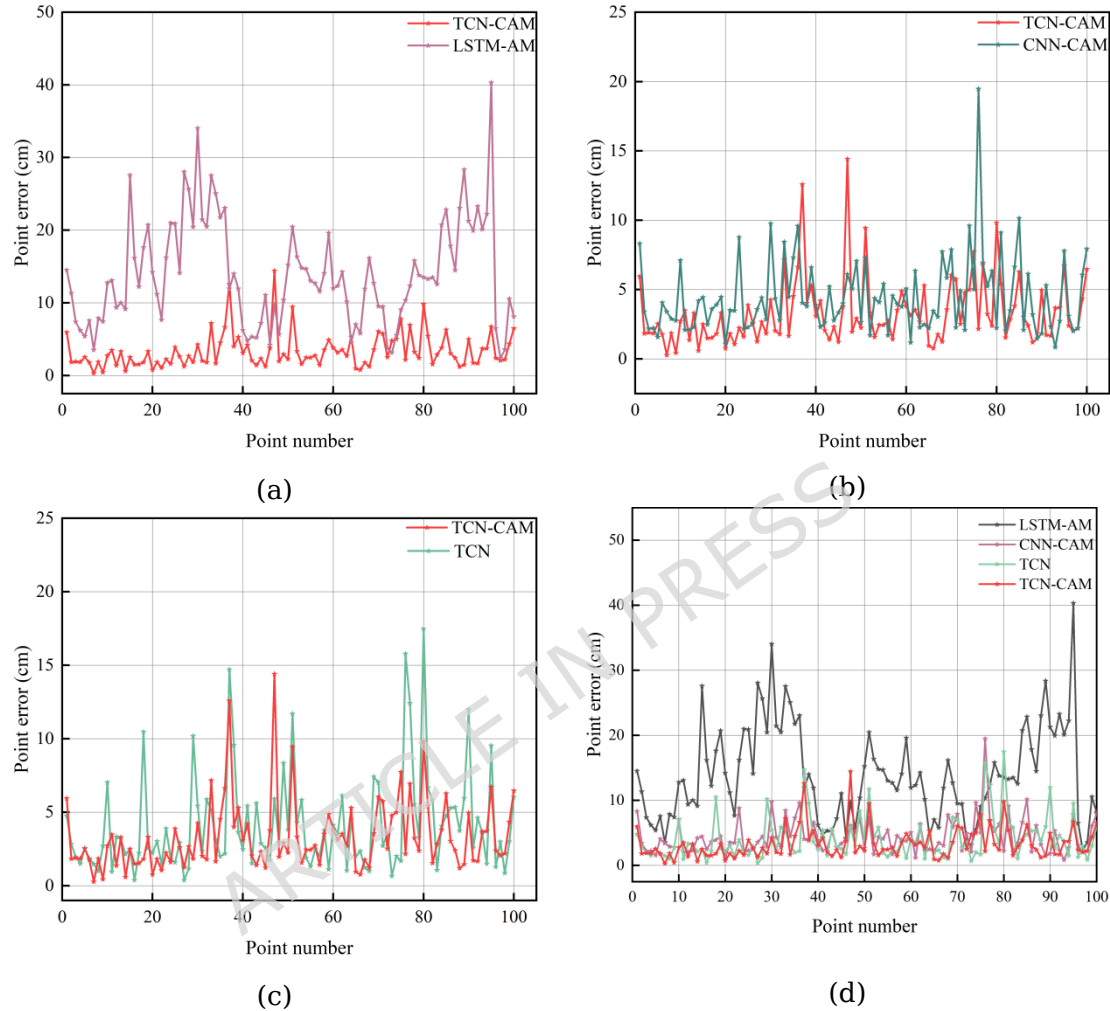 TCN-CAM
LSTM-AM
50
40
30
20
10
0
Point error (cm)
0 20 40 60 80 100
Point number
(a)
TCN-CAM
CNN-CAM
25
20
15
10
5
0
Point error (cm)
0 20 40 60 80 100
Point number
(b)
TCN-CAM
TCN
25
20
15
10
5
0
Point error (cm)
0 20 40 60 80 100
Point number
(c)
LSTM-AM
CNN-CAM
TCN
TCN-CAM
50
40
30
20
10
0
Point error (cm)
0 10 20 30 40 50 60 70 80 90 100
Point number
(d)
ARTICLE IN PRESS